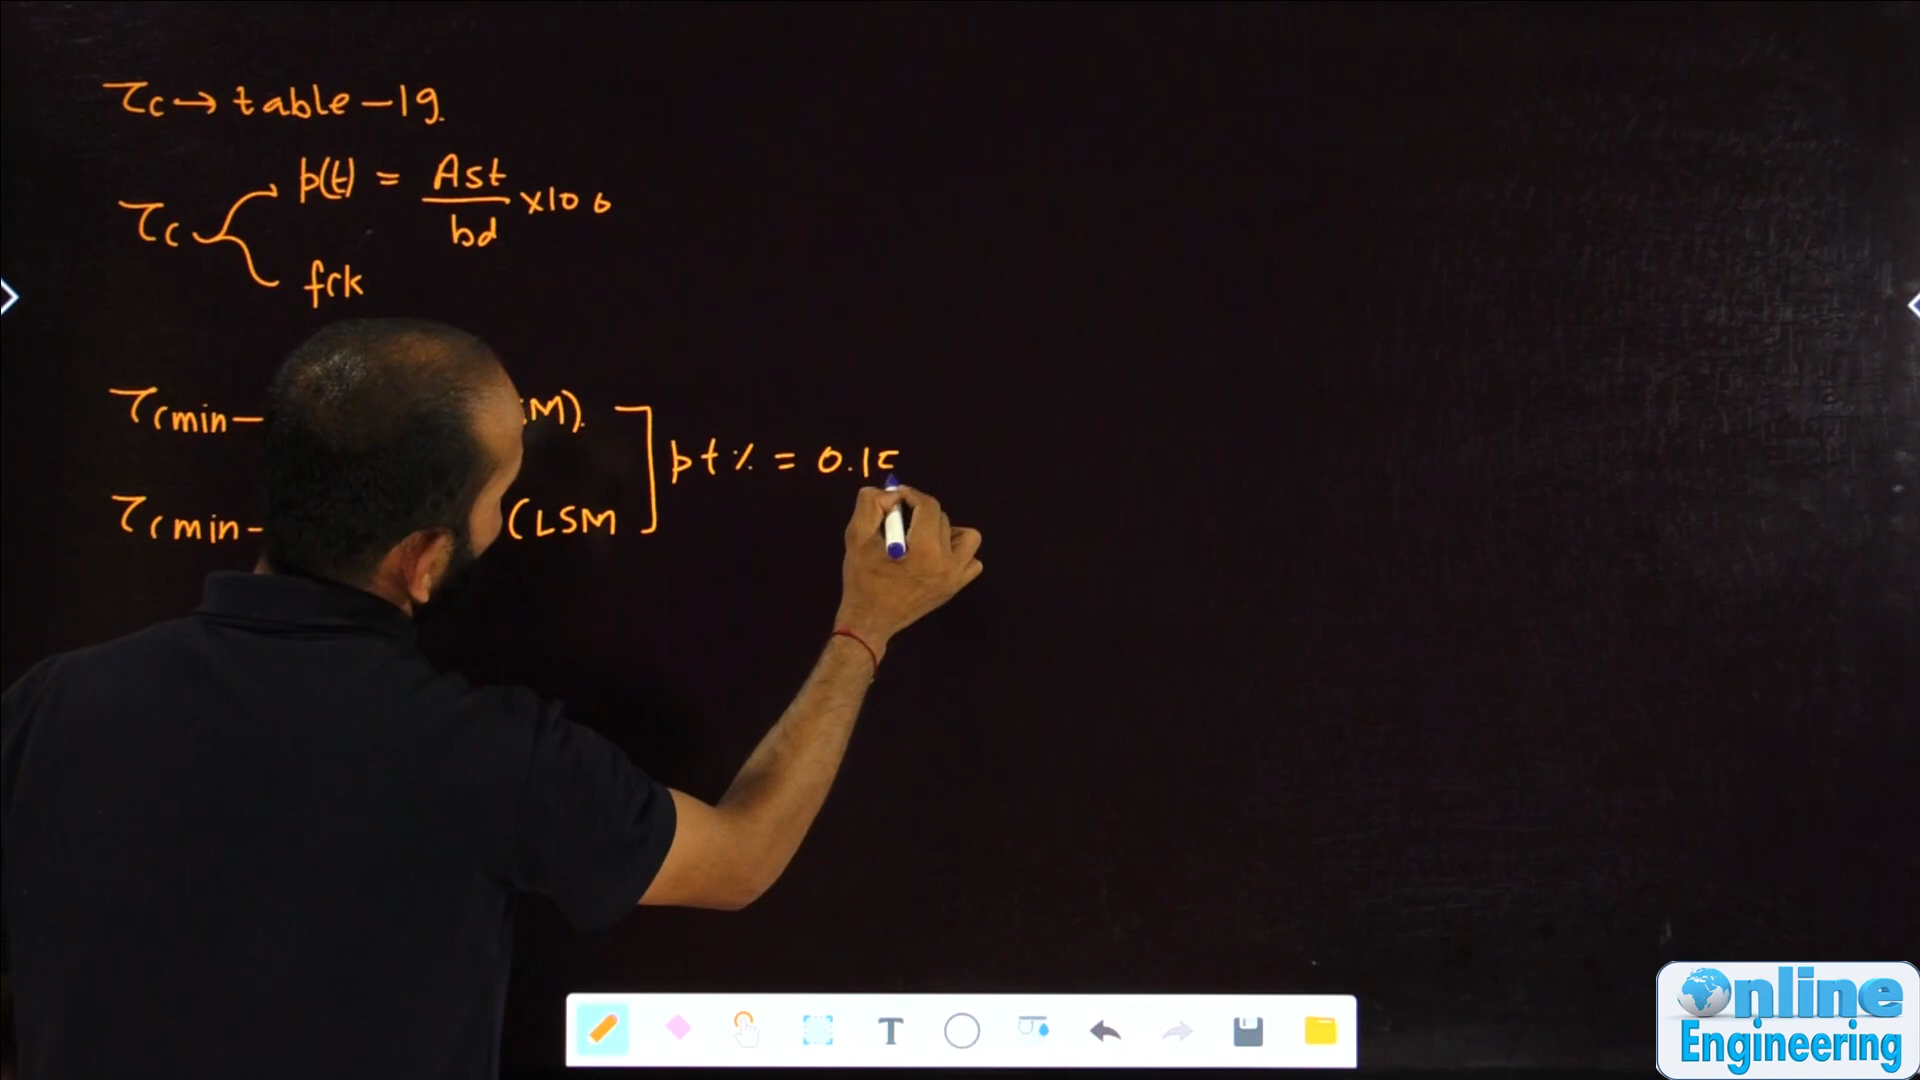 τc → table - 19.
τc p(t) = Ast / bd × 100
fck
τcmin - M).
pt % = 0.15
τcmin - (LSM
T
Online
Engineering